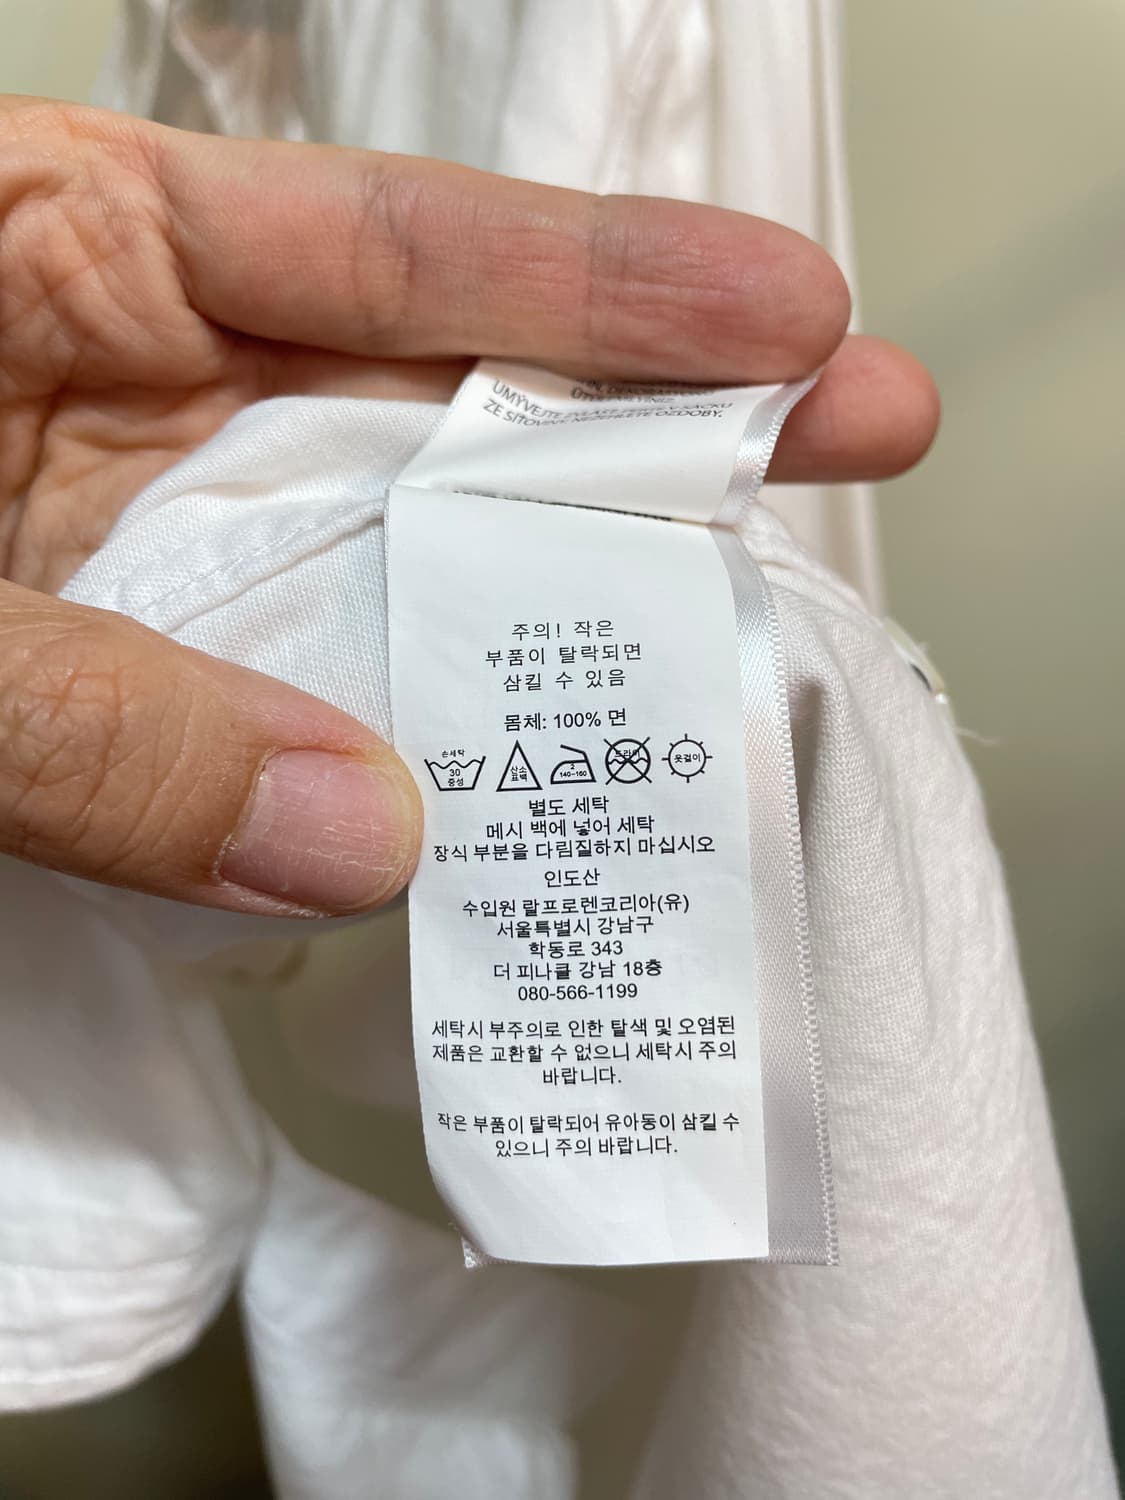 UMÝVEJTE
ZE SÍŤOVINY. NEŽEHLETE OZDOBY.
주의! 작은
부품이 탈락되면
삼킬 수 있음
몸체: 100% 면
손세탁
30
중성
산소
표백
2
140~160
드라이
옷걸이
별도 세탁
메시 백에 넣어 세탁
장식 부분을 다림질하지 마십시오
인도산
수입원 랄프로렌코리아(유)
서울특별시 강남구
학동로 343
더 피나클 강남 18층
080-566-1199
세탁시 부주의로 인한 탈색 및 오염된
제품은 교환할 수 없으니 세탁시 주의
바랍니다.
작은 부품이 탈락되어 유아동이 삼킬 수
있으니 주의 바랍니다.